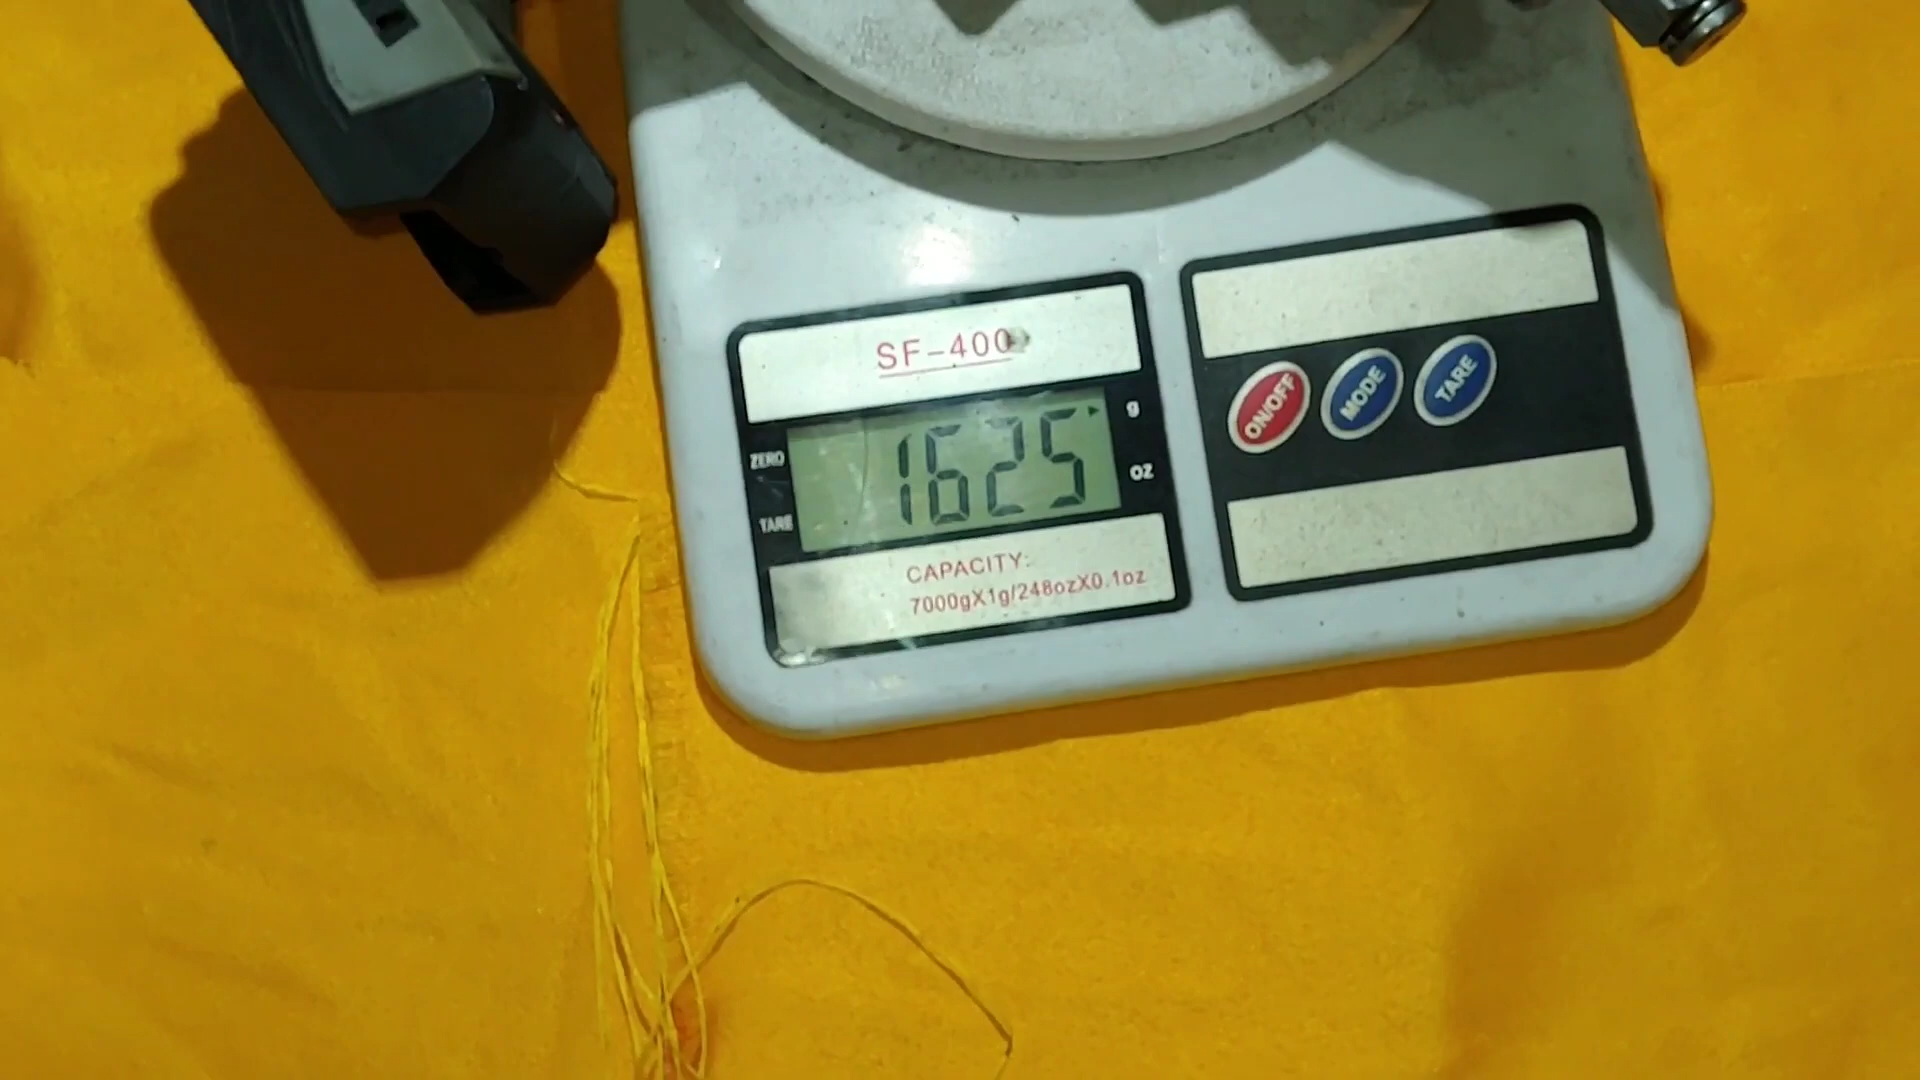 SF-400
1625
g
OZ
ZERO
TARE
CAPACITY:
7000gX1g/248ozX0.1oz
ON/OFF
MODE
TARE